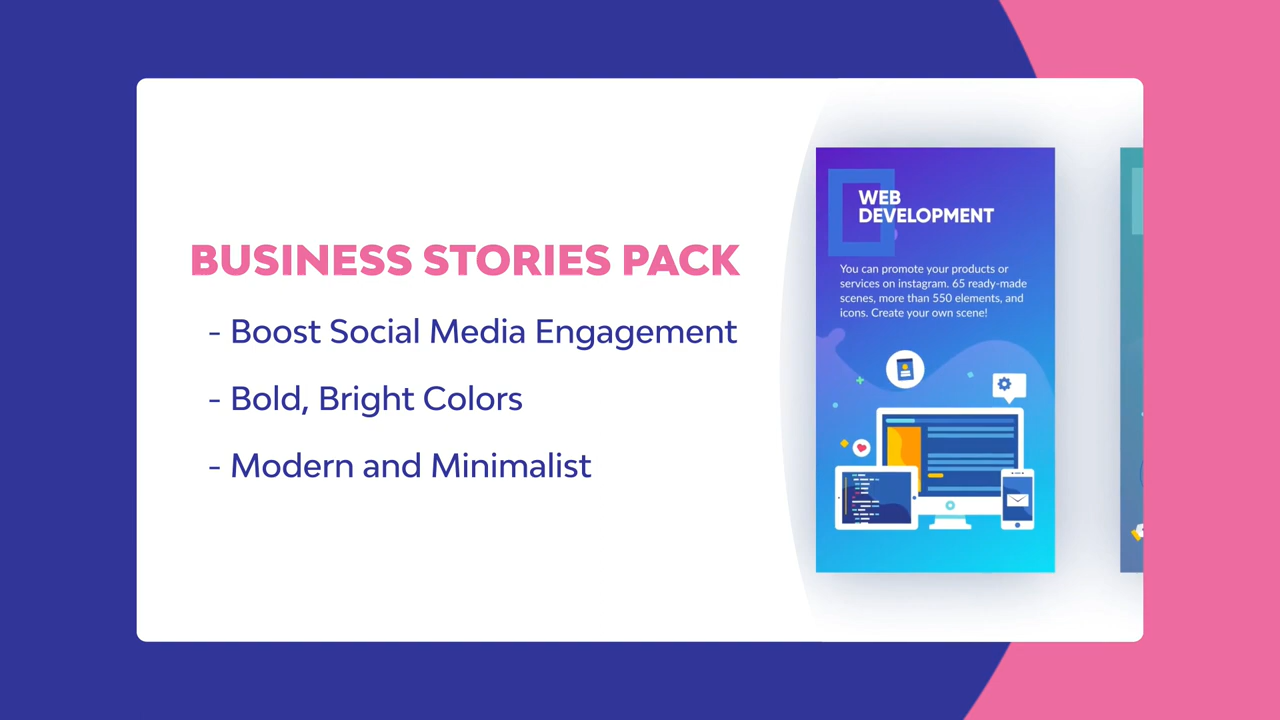 BUSINESS STORIES PACK
- Boost Social Media Engagement
- Bold, Bright Colors
- Modern and Minimalist
WEB
DEVELOPMENT
You can promote your products or
services on instagram. 65 ready-made
scenes, more than 550 elements, and
icons. Create your own scene!